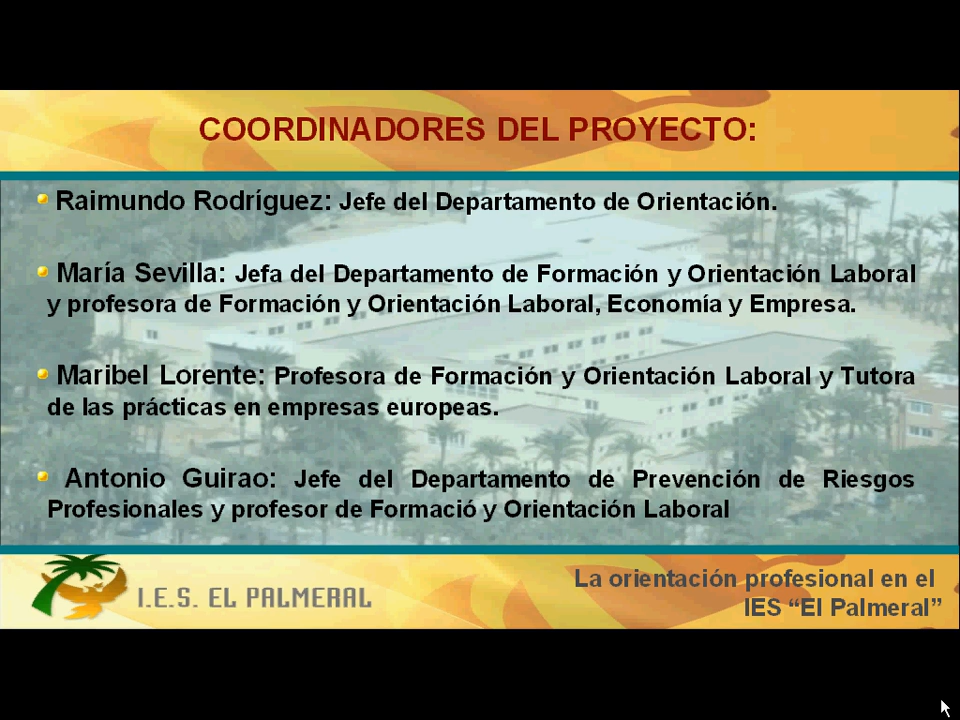 COORDINADORES DEL PROYECTO:
Raimundo Rodríguez: Jefe del Departamento de Orientación.
María Sevilla: Jefa del Departamento de Formación y Orientación Laboral
y profesora de Formación y Orientación Laboral, Economía y Empresa.
Maribel Lorente: Profesora de Formación y Orientación Laboral y Tutora
de las prácticas en empresas europeas.
Antonio Guirao: Jefe del Departamento de Prevención de Riesgos
Profesionales y profesor de Formació y Orientación Laboral
I.E.S. EL PALMERAL
La orientación profesional en el
IES “El Palmeral”